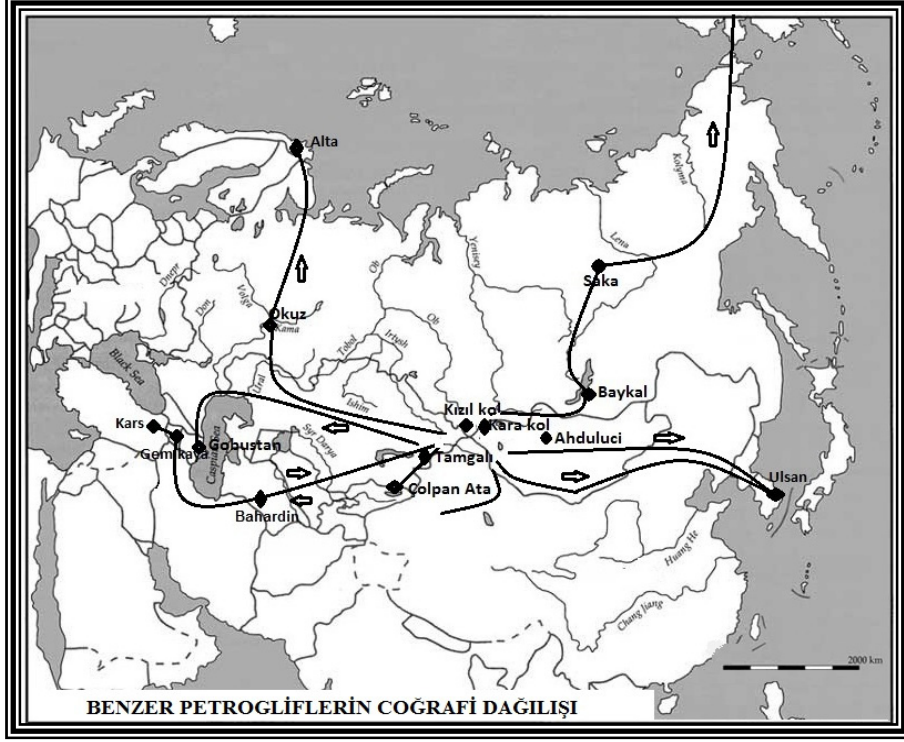 Alta
Kolyma
Lena
Yenisey
Saka
Ob
Dnepr
Don
Volga
Okuz
Kama
Ob
Tobol
Irtysh
Black Sea
Ural
Ishim
Baykal
Kızıl kol
Kara kol
Kars
Gemikaya
Gobustan
Caspian Sea
Syr Darya
Tamgalı
Ahduluci
Ulsan
Colpan Ata
Bahardin
Huang He
Chang Jiang
2000 km
BENZER PETROGLİFLERİN COĞRAFİ DAĞILIŞI